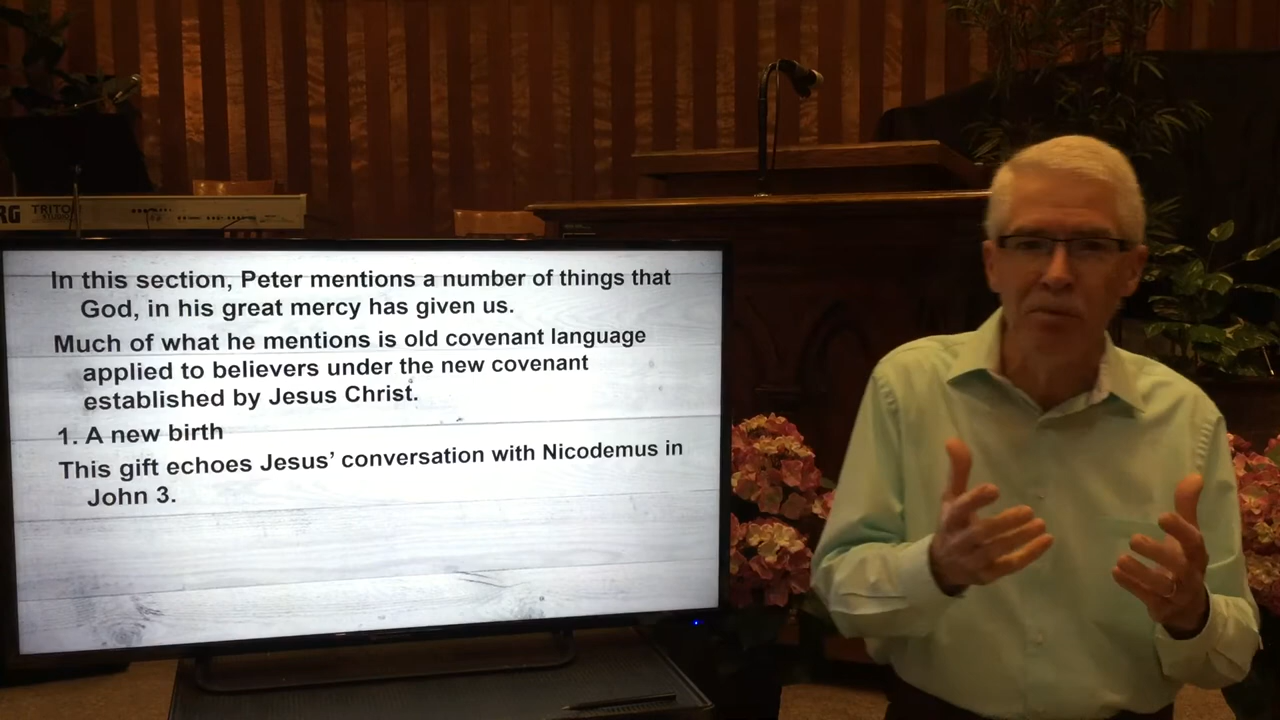 RG TRITO
In this section, Peter mentions a number of things that
God, in his great mercy has given us.
Much of what he mentions is old covenant language
applied to believers under the new covenant
established by Jesus Christ.
1. A new birth
This gift echoes Jesus’ conversation with Nicodemus in
John 3.